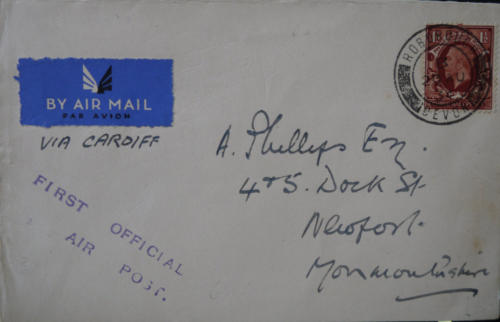 BY AIR MAIL
PAR AVION
VIA CARDIFF
FIRST OFFICIAL
AIR POST.
ROBOROUGH
DEVON
A. Phillips Esq.
4&5. Dock St.
Newport.
Monmouthshire